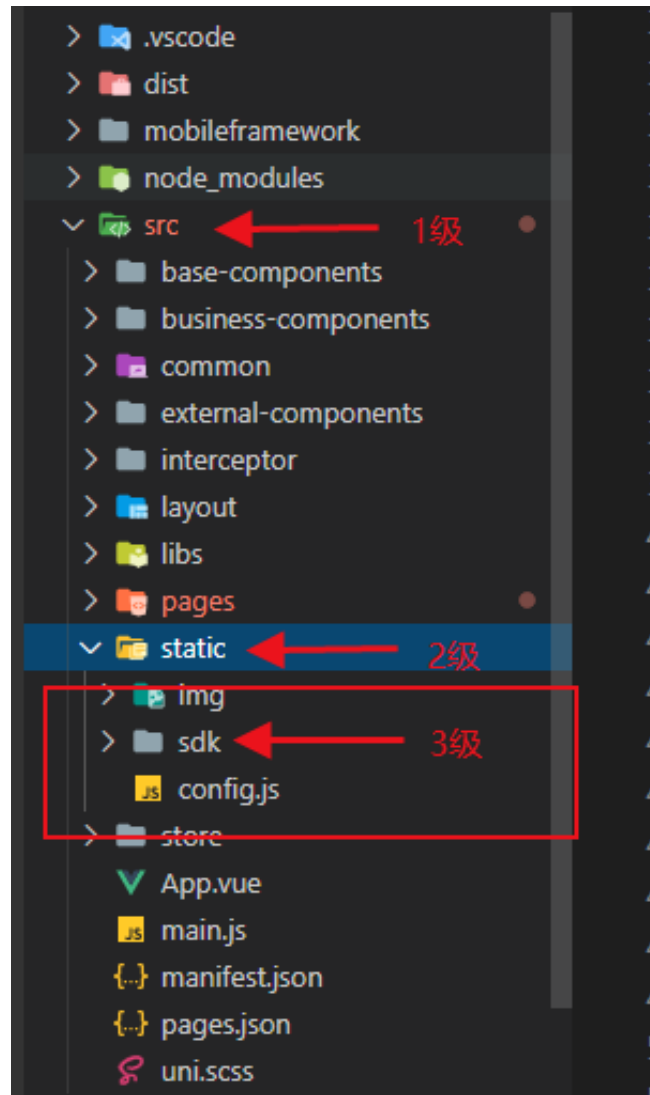 .vscode
dist
mobileframework
node_modules
src 1级
base-components
business-components
common
external-components
interceptor
layout
libs
pages
static 2级
img
sdk 3级
JS config.js
store
App.vue
JS main.js
{...} manifest.json
{...} pages.json
uni.scss